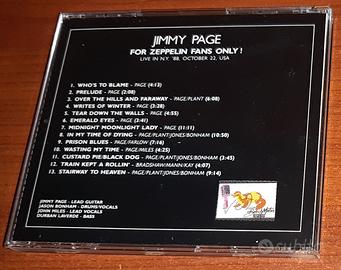 JIMMY PAGE
FOR ZEPPELIN FANS ONLY!
LIVE IN N.Y. '88, OCTOBER 22, USA
1. WHO'S TO BLAME - PAGE (4:13)
2. PRELUDE - PAGE (2:08)
3. OVER THE HILLS AND FARAWAY - PAGE/PLANT (6:08)
4. WRITES OF WINTER - PAGE (3:28)
5. TEAR DOWN THE WALLS - PAGE (3:55)
6. EMERALD EYES - PAGE (3:41)
7. MIDNIGHT MOONLIGHT LADY - PAGE (11:11)
8. IN MY TIME OF DYING - PAGE/PLANT/JONES/BONHAM (10:50)
9. PRISON BLUES - PAGE/FARLOW (7:16)
10. WASTING MY TIME - PAGE/MILES (4:25)
11. CUSTARD PIE/BLACK DOG - PAGE/PLANT/JONES/BONHAM (3:45)
12. TRAIN KEPT A ROLLIN' - BRADSHAW/MANN/KAY (4:07)
13. STAIRWAY TO HEAVEN - PAGE/PLANT/JONES/BONHAM (9:14)
JIMMY PAGE - LEAD GUITAR
JASON BONHAM - DRUMS/VOCALS
JOHN MILES - LEAD VOCALS
DURBAN LAVERDE - BASS
subito